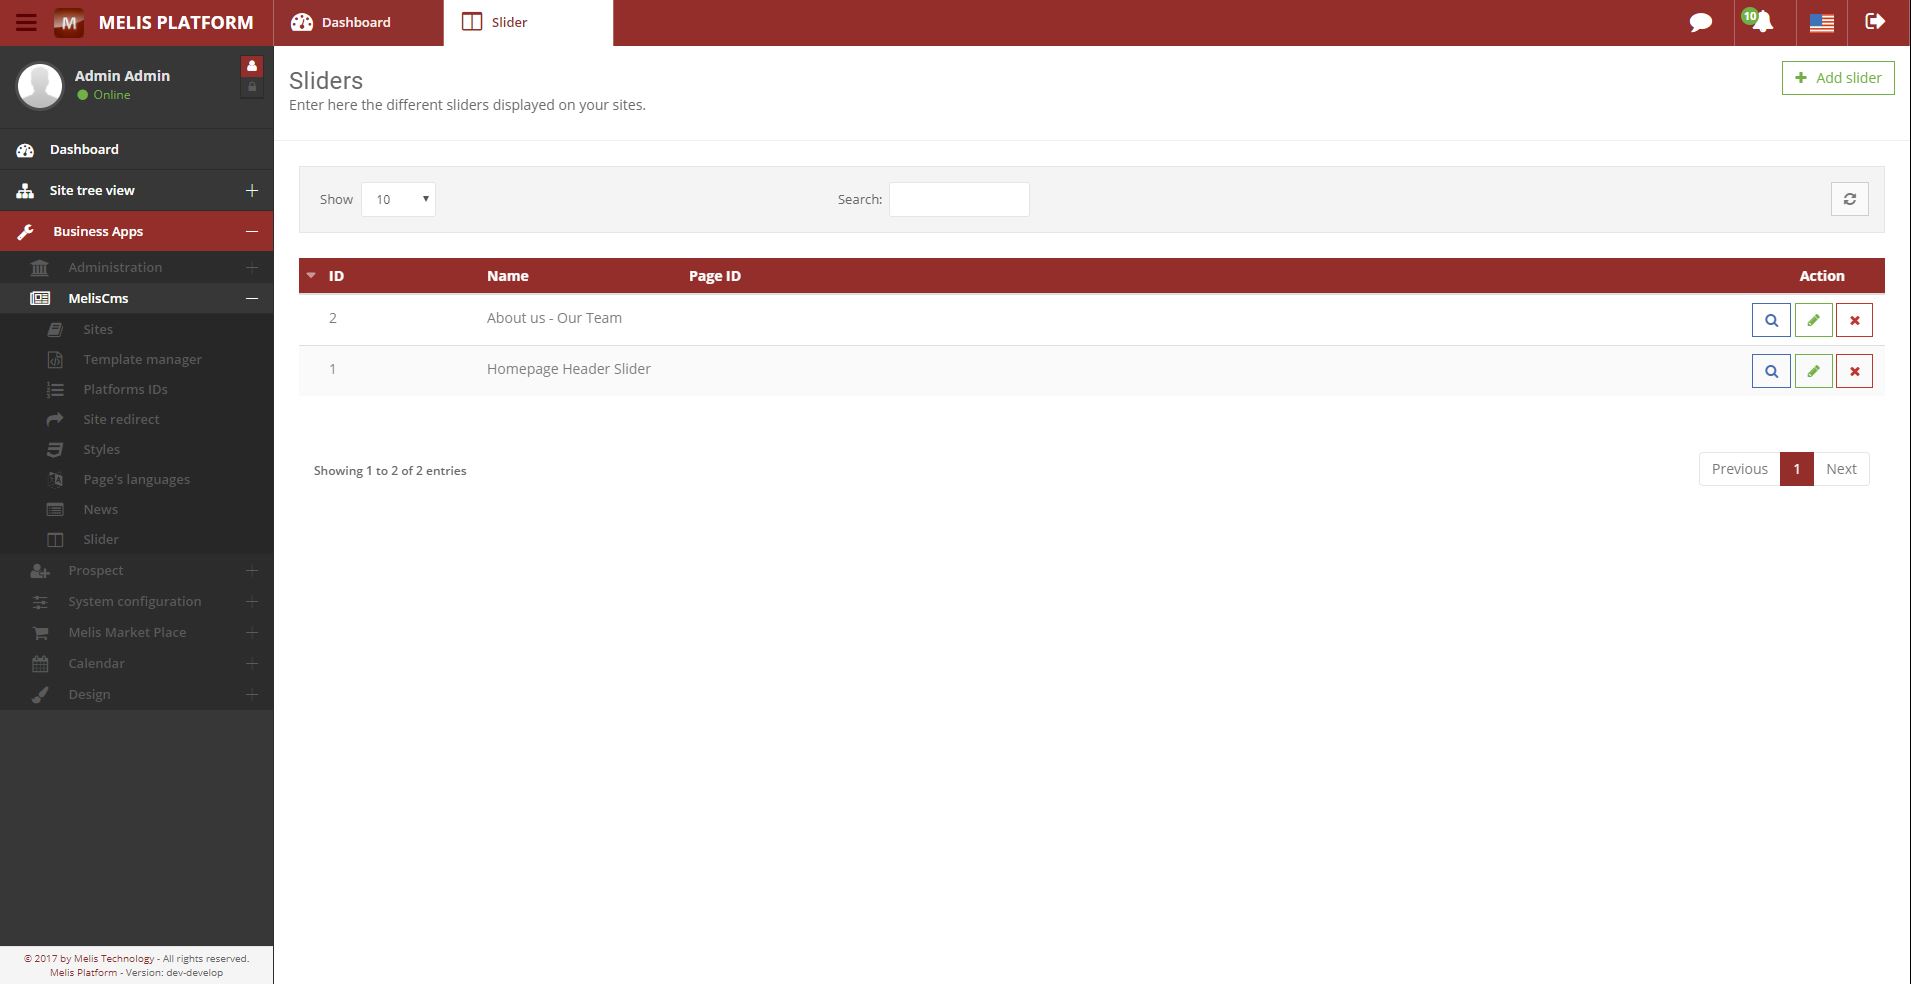 M MELIS PLATFORM
Dashboard
Slider
10
Admin Admin
Online
Dashboard
Site tree view
Business Apps
Administration
MelisCms
Sites
Template manager
Platforms IDs
Site redirect
Styles
Page's languages
News
Slider
Prospect
System configuration
Melis Market Place
Calendar
Design
© 2017 by Melis Technology - All rights reserved.
Melis Platform - Version: dev-develop
Sliders
Enter here the different sliders displayed on your sites.
Add slider
Show 10 Search:
ID Name Page ID Action
2 About us - Our Team
1 Homepage Header Slider
Showing 1 to 2 of 2 entries
Previous 1 Next